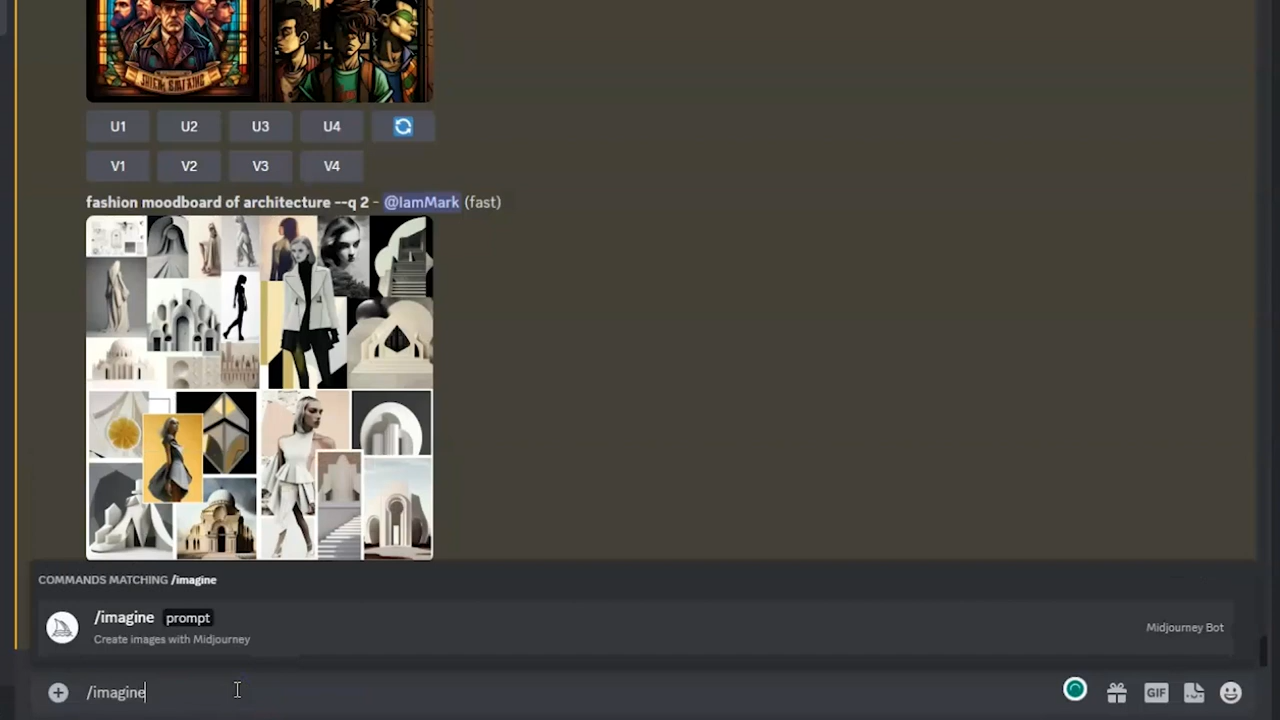 U1 U2 U3 U4
V1 V2 V3 V4
fashion moodboard of architecture --q 2 - @IamMark (fast)
COMMANDS MATCHING /imagine
/imagine prompt
Create images with Midjourney
Midjourney Bot
/imagine
GIF